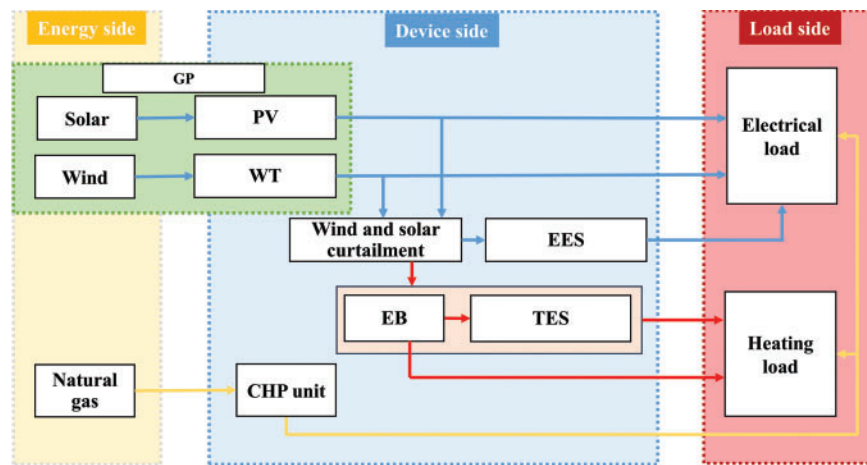 Energy side
Device side
Load side
GP
Solar
PV
Electrical
load
Wind
WT
Wind and solar
curtailment
EES
EB
TES
Heating
load
Natural
gas
CHP unit